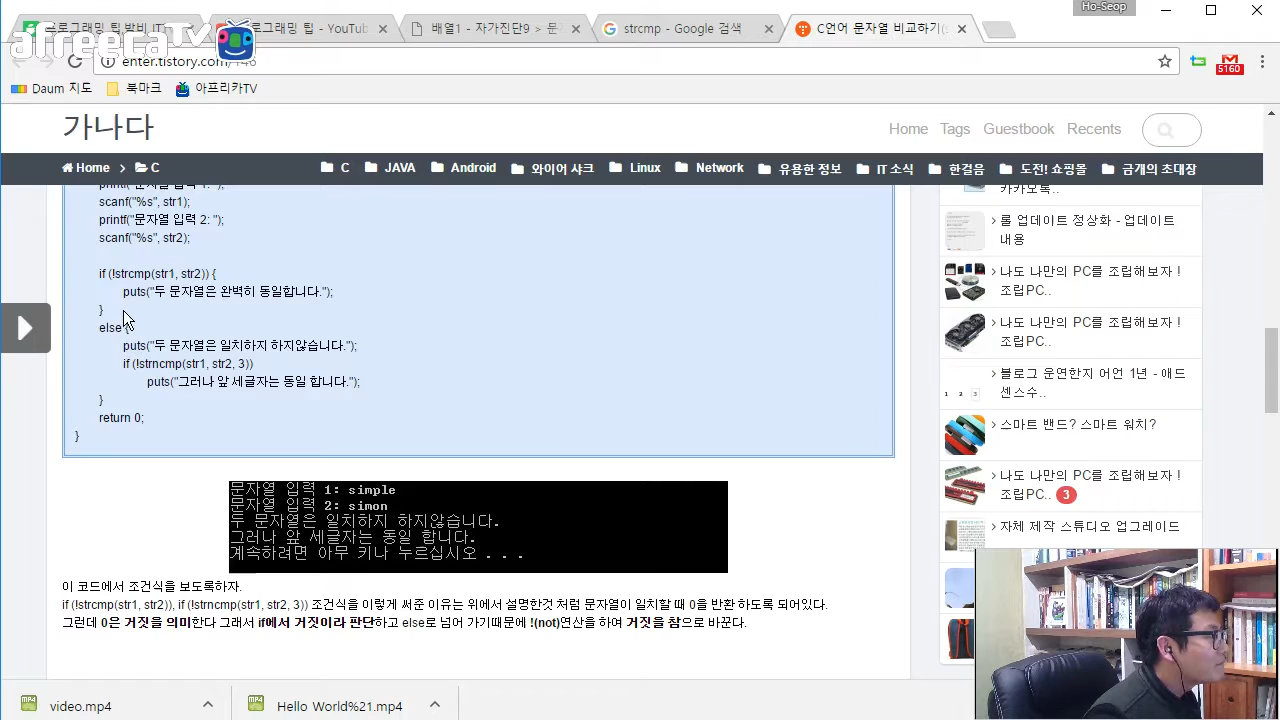 Ho-Seop
프로그래밍 팁 - YouTub
배열1 - 자가진단9 > 문
strcmp - Google 검색
C언어 문자열 비교하기(s
afreecaTV
enter.tistory.com/146
5160
Daum 지도
북마크
아프리카TV
가나다
Home
Tags
Guestbook
Recents
Home > C
C
JAVA
Android
와이어 샤크
Linux
Network
유용한 정보
IT 소식
한걸음
도전! 쇼핑몰
금개의 초대장
printf("문자열 입력 1: ");
scanf("%s", str1);
printf("문자열 입력 2: ");
scanf("%s", str2);
if (!strcmp(str1, str2)) {
puts("두 문자열은 완벽히 동일합니다.");
}
else {
puts("두 문자열은 일치하지 하지않습니다.");
if (!strncmp(str1, str2, 3))
puts("그러나 앞 세글자는 동일 합니다.");
}
return 0;
}
문자열 입력 1: simple
문자열 입력 2: simon
두 문자열은 일치하지 하지않습니다.
그러나 앞 세글자는 동일 합니다.
계속하려면 아무 키나 누르십시오 . . .
이 코드에서 조건식을 보도록하자.
if (!strcmp(str1, str2)), if (!strncmp(str1, str2, 3)) 조건식을 이렇게 써준 이유는 위에서 설명한 것처럼 문자열이 일치할 때 0을 반환 하도록 되어있다.
그런데 0은 거짓을 의미한다 그래서 if에서 거짓이라 판단하고 else로 넘어 가기때문에 !(not)연산을 하여 거짓을 참으로 바꾼다.
카카오톡..
롤 업데이트 정상화 - 업데이트
내용
나도 나만의 PC를 조립해보자 !
조립PC..
나도 나만의 PC를 조립해보자 !
조립PC..
블로그 운연한지 어언 1년 - 애드
센스수..
스마트 밴드? 스마트 워치?
나도 나만의 PC를 조립해보자 !
조립PC.. 3
자체 제작 스튜디오 업그레이드
video.mp4
Hello World%21.mp4